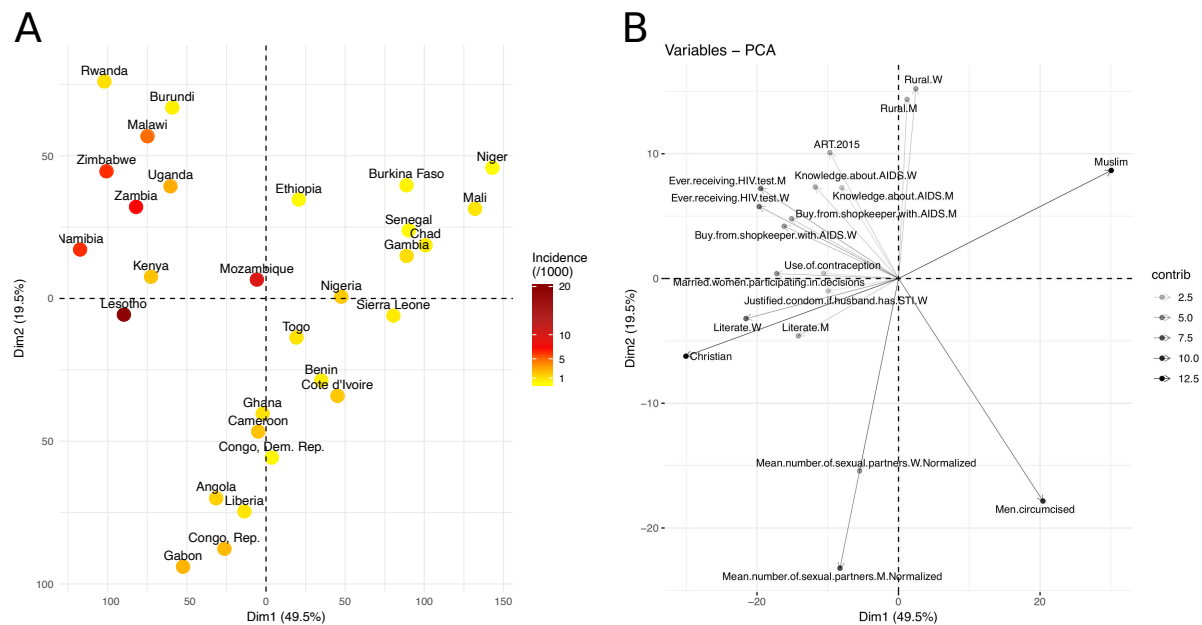 A
Rwanda
Burundi
Malawi
Zimbabwe
Uganda
Zambia
Namibia
Kenya
Lesotho
Mozambique
Ethiopia
Burkina Faso
Niger
Mali
Senegal
Chad
Gambia
Nigeria
Sierra Leone
Togo
Benin
Cote d'Ivoire
Ghana
Cameroon
Congo, Dem. Rep.
Angola
Liberia
Congo, Rep.
Gabon
50
0
50
100
100
50
0
50
100
150
Dim1 (49.5%)
Dim2 (19.5%)
Incidence
(/1000)
20
10
5
1
B
Variables − PCA
Rural.W
Rural.M
ART.2015
Muslim
Knowledge.about.AIDS.W
Ever.receiving.HIV.test.M
Knowledge.about.AIDS.M
Ever.receiving.HIV.test.W
Buy.from.shopkeeper.with.AIDS.M
Buy.from.shopkeeper.with.AIDS.W
Use.of.contraception
Married.women.participating.in.decisions
Justified.condom.if.husband.has.STI.W
Literate.W
Literate.M
Christian
Mean.number.of.sexual.partners.W.Normalized
Men.circumcised
Mean.number.of.sexual.partners.M.Normalized
10
0
−10
−20
−20
0
20
Dim1 (49.5%)
Dim2 (19.5%)
contrib
2.5
5.0
7.5
10.0
12.5